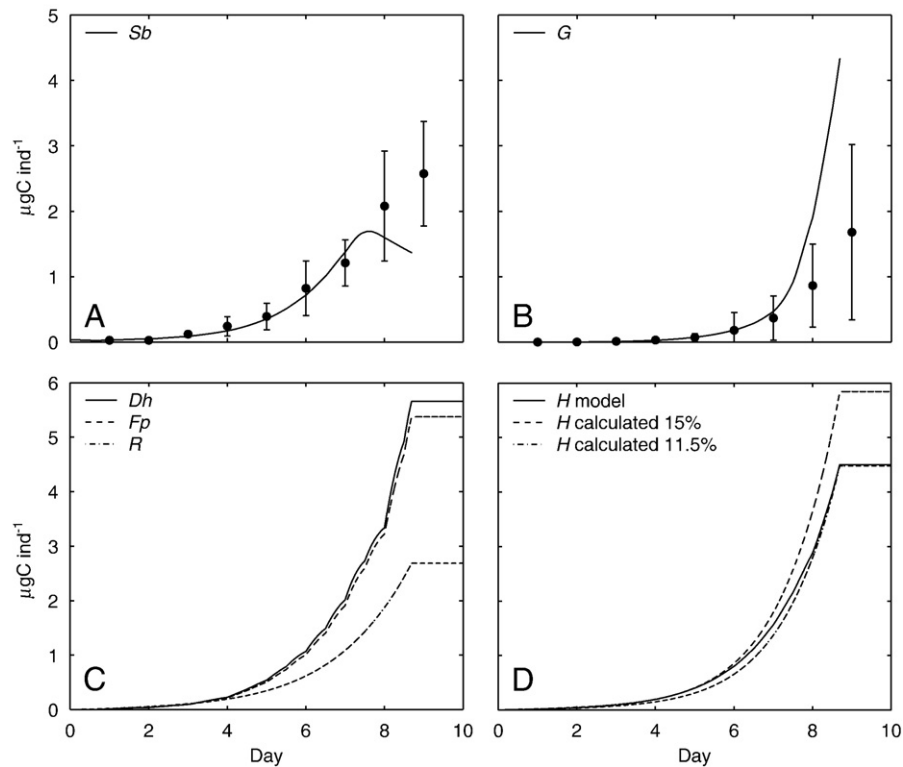 5
4
3
2
1
0
µgC ind⁻¹
Sb
A
G
B
6
5
4
3
2
1
0
µgC ind⁻¹
Dh
Fp
R
C
0 2 4 6 8 10
Day
H model
H calculated 15%
H calculated 11.5%
D
0 2 4 6 8 10
Day